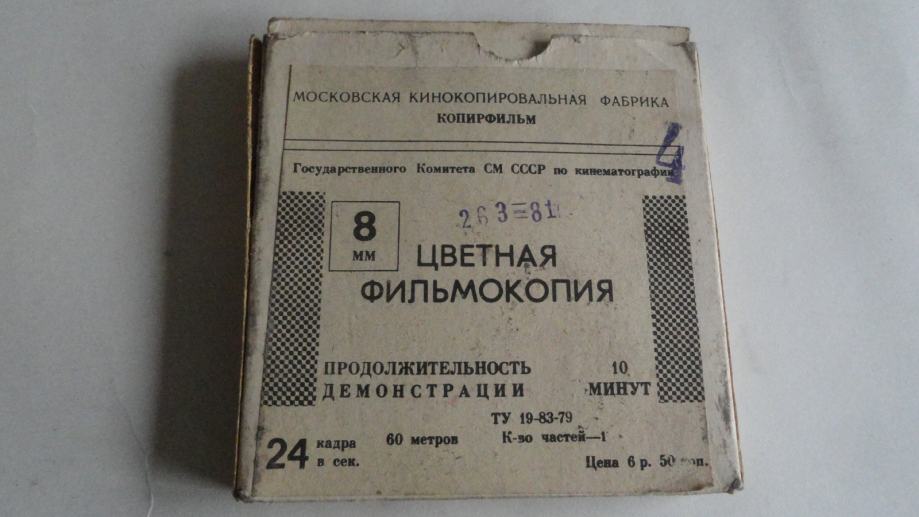 МОСКОВСКАЯ КИНОКОПИРОВАЛЬНАЯ ФАБРИКА
КОПИРФИЛЬМ
4
Государственного Комитета СМ СССР по кинематографии
263=81
8
мм
ЦВЕТНАЯ
ФИЛЬМОКОПИЯ
ПРОДОЛЖИТЕЛЬНОСТЬ 10
ДЕМОНСТРАЦИИ МИНУТ
ТУ 19-83-79
24 кадра в сек. 60 метров К-во частей—1
Цена 6 р. 50 коп.